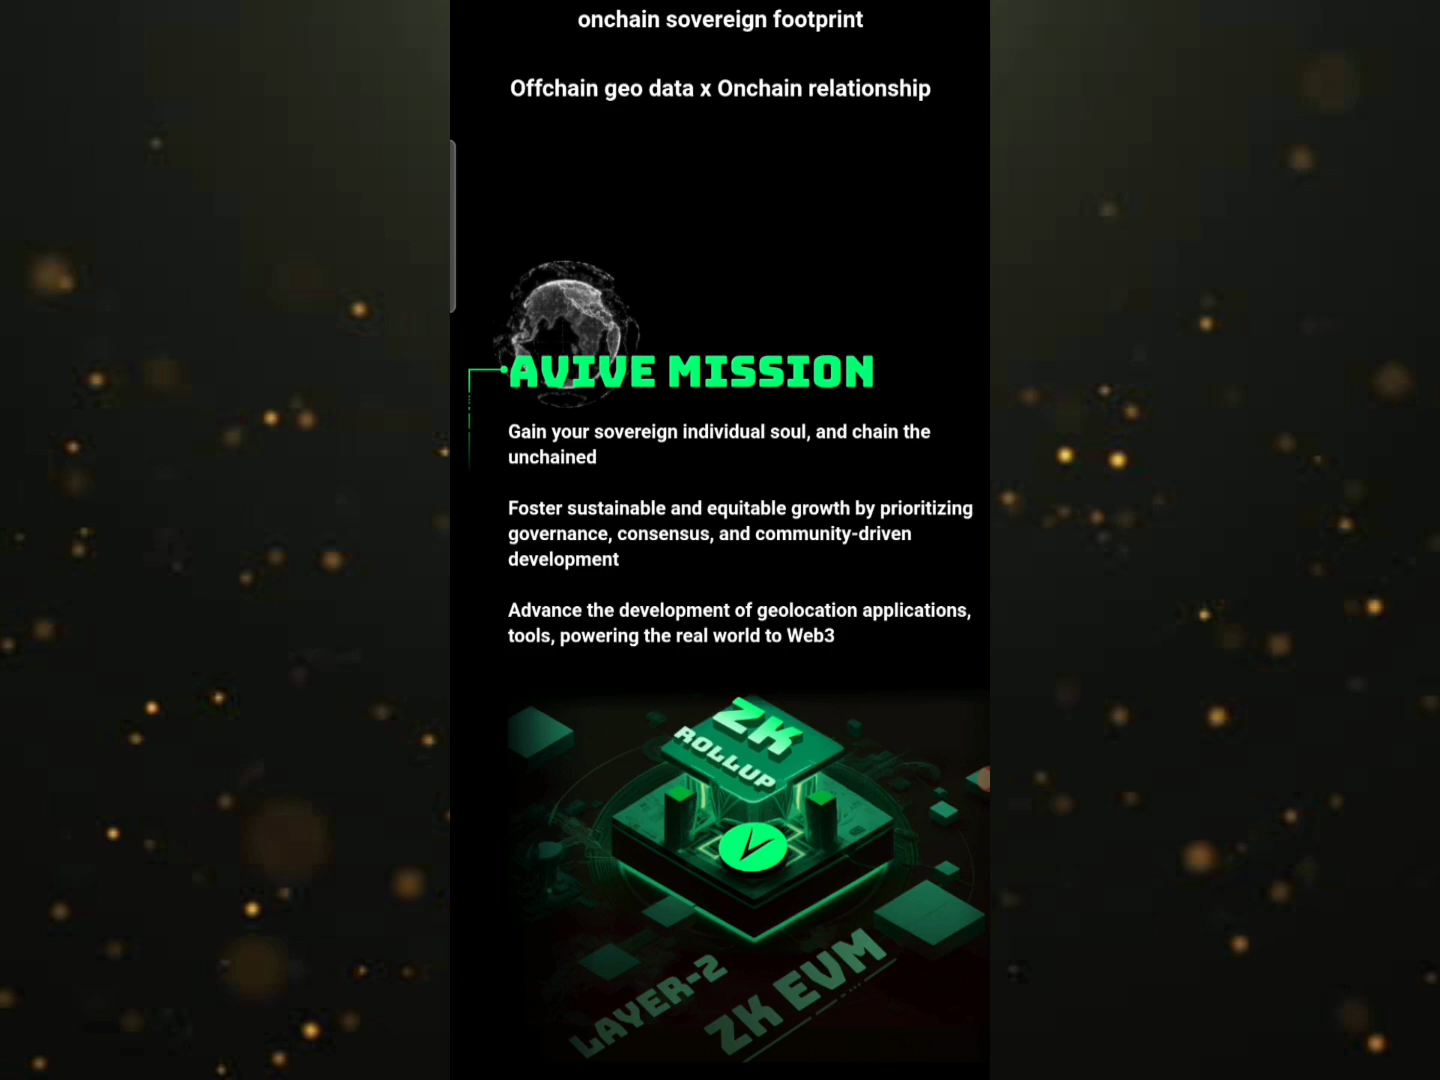 onchain sovereign footprint
Offchain geo data x Onchain relationship
AVIVE MISSION
Gain your sovereign individual soul, and chain the
unchained
Foster sustainable and equitable growth by prioritizing
governance, consensus, and community-driven
development
Advance the development of geolocation applications,
tools, powering the real world to Web3
ZK
ROLLUP
LAYER-2
ZK EVM